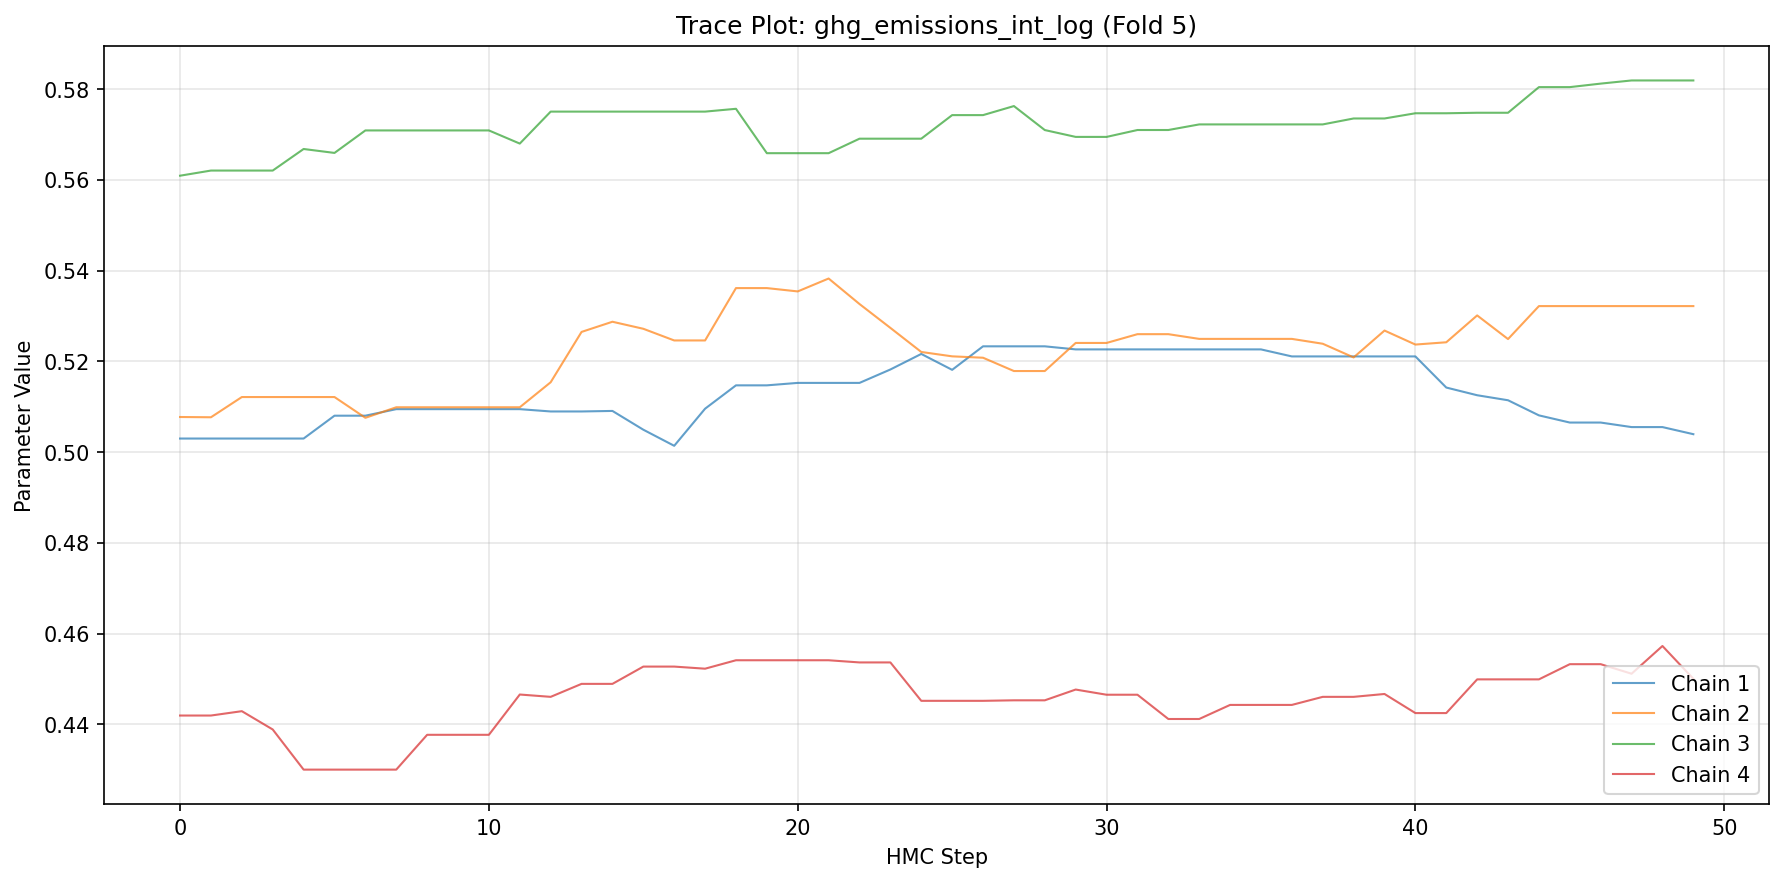 Trace Plot: ghg_emissions_int_log (Fold 5)
Parameter Value
0.58
0.56
0.54
0.52
0.50
0.48
0.46
0.44
Chain 1
Chain 2
Chain 3
Chain 4
0 10 20 30 40 50
HMC Step